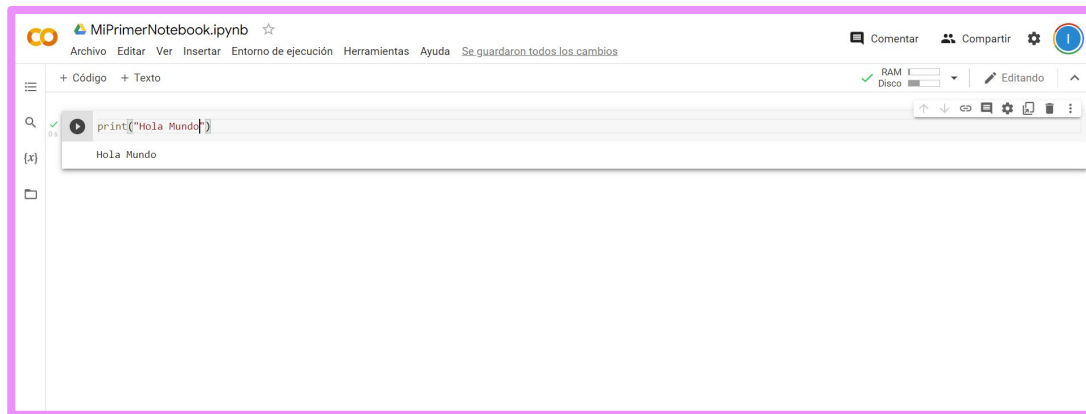 MiPrimerNotebook.ipynb
Archivo Editar Ver Insertar Entorno de ejecución Herramientas Ayuda Se guardaron todos los cambios
Comentar Compartir I
+ Código + Texto
RAM
Disco
Editando
0 s
print("Hola Mundo")
{x}
Hola Mundo